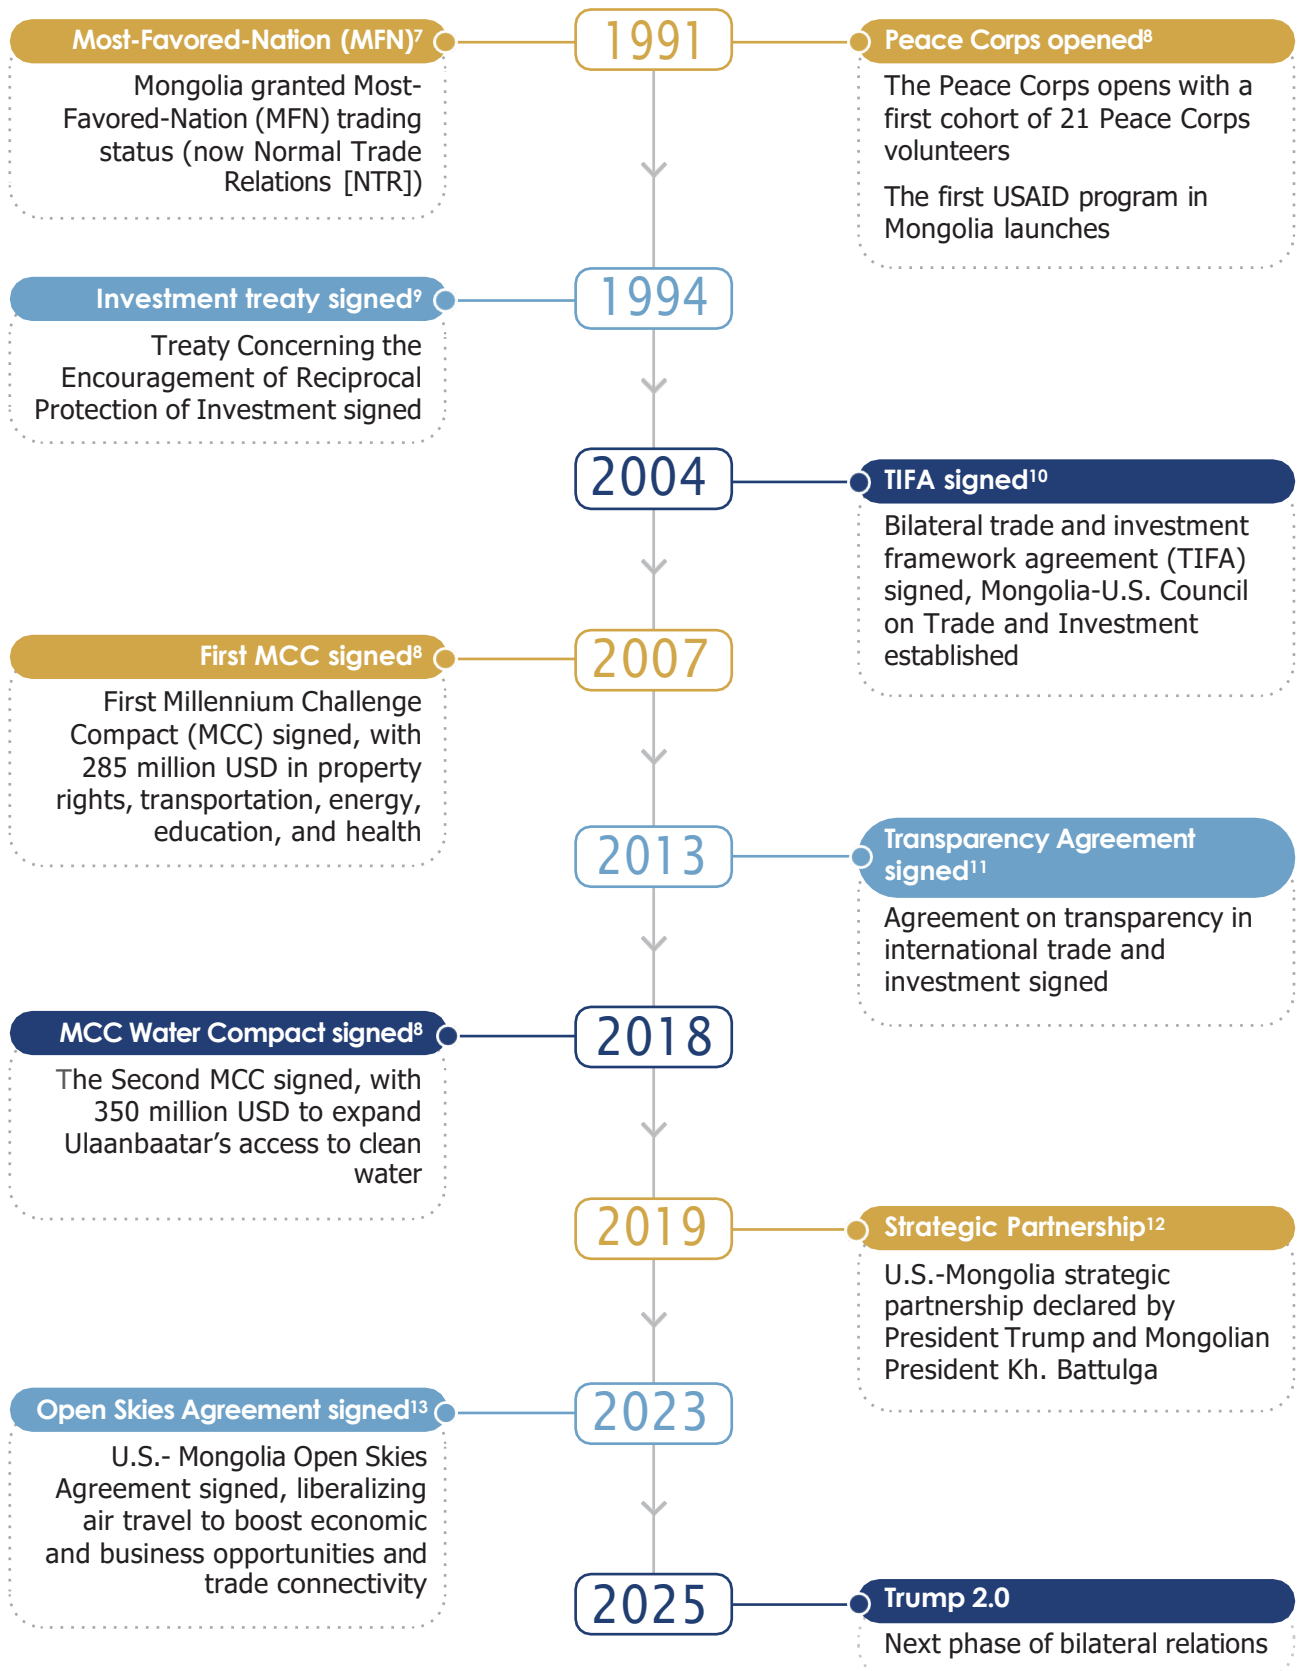 1991
Most-Favored-Nation (MFN)⁷
Mongolia granted Most-
Favored-Nation (MFN) trading
status (now Normal Trade
Relations [NTR])
Peace Corps opened⁸
The Peace Corps opens with a
first cohort of 21 Peace Corps
volunteers
The first USAID program in
Mongolia launches
1994
Investment treaty signed⁹
Treaty Concerning the
Encouragement of Reciprocal
Protection of Investment signed
2004
TIFA signed¹⁰
Bilateral trade and investment
framework agreement (TIFA)
signed, Mongolia-U.S. Council
on Trade and Investment
established
2007
First MCC signed⁸
First Millennium Challenge
Compact (MCC) signed, with
285 million USD in property
rights, transportation, energy,
education, and health
2013
Transparency Agreement
signed¹¹
Agreement on transparency in
international trade and
investment signed
2018
MCC Water Compact signed⁸
The Second MCC signed, with
350 million USD to expand
Ulaanbaatar’s access to clean
water
2019
Strategic Partnership¹²
U.S.-Mongolia strategic
partnership declared by
President Trump and Mongolian
President Kh. Battulga
2023
Open Skies Agreement signed¹³
U.S.- Mongolia Open Skies
Agreement signed, liberalizing
air travel to boost economic
and business opportunities and
trade connectivity
2025
Trump 2.0
Next phase of bilateral relations